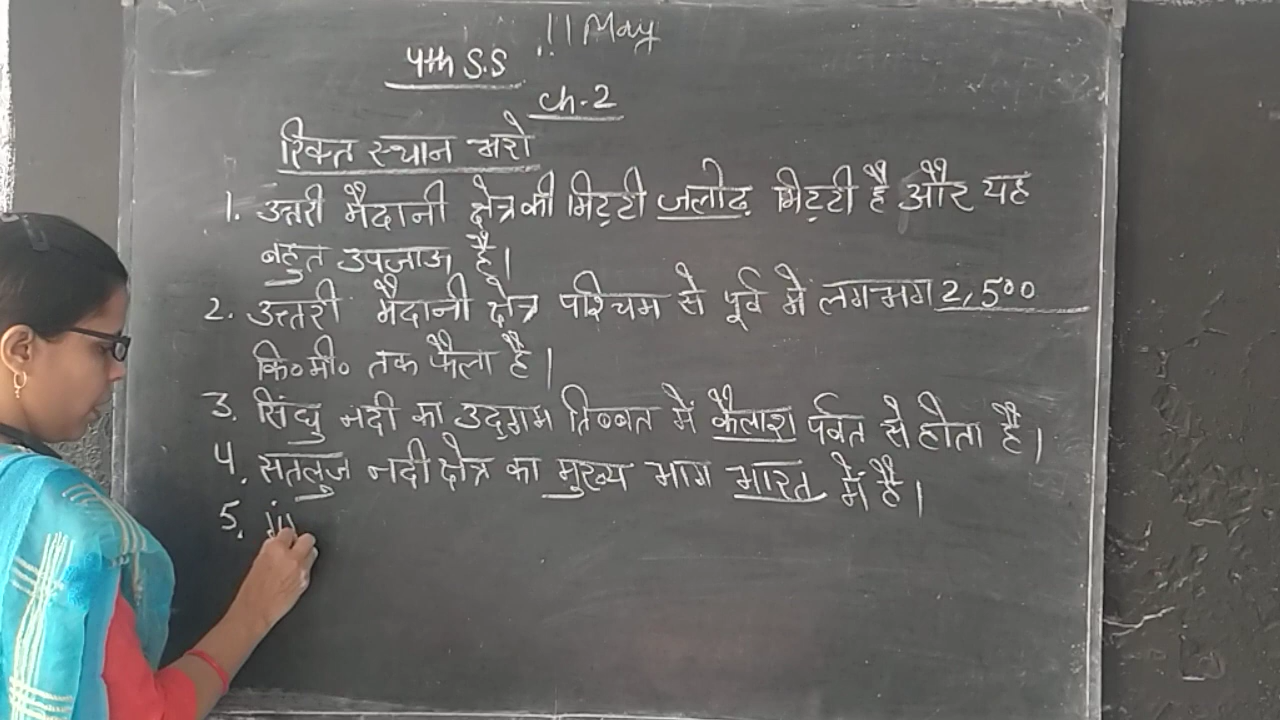 11 May
4th S.S
Ch.2
रिक्त स्थान भरो
1. उत्तरी मैदानी क्षेत्र की मिट्टी जलोढ़ मिट्टी है और यह
बहुत उपजाऊ है।
2. उत्तरी मैदानी क्षेत्र पश्चिम से पूर्व में लगभग 2,500
कि०मी० तक फैला है।
3. सिंधु नदी का उद्गम तिब्बत में कैलाश पर्वत से होता है।
4. सतलुज नदी क्षेत्र का मुख्य भाग भारत में है।
5.